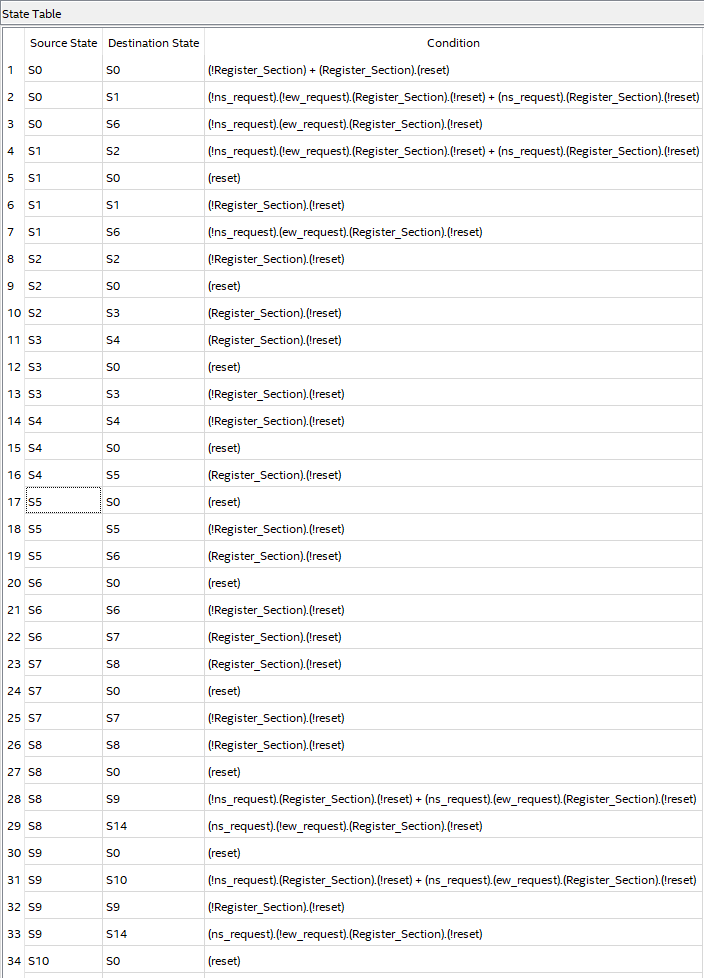 State Table
Source State Destination State Condition
1 S0 S0 (!Register_Section) + (Register_Section).(reset)
2 S0 S1 (!ns_request).(!ew_request).(Register_Section).(!reset) + (ns_request).(Register_Section).(!reset)
3 S0 S6 (!ns_request).(ew_request).(Register_Section).(!reset)
4 S1 S2 (!ns_request).(!ew_request).(Register_Section).(!reset) + (ns_request).(Register_Section).(!reset)
5 S1 S0 (reset)
6 S1 S1 (!Register_Section).(!reset)
7 S1 S6 (!ns_request).(ew_request).(Register_Section).(!reset)
8 S2 S2 (!Register_Section).(!reset)
9 S2 S0 (reset)
10 S2 S3 (Register_Section).(!reset)
11 S3 S4 (Register_Section).(!reset)
12 S3 S0 (reset)
13 S3 S3 (!Register_Section).(!reset)
14 S4 S4 (!Register_Section).(!reset)
15 S4 S0 (reset)
16 S4 S5 (Register_Section).(!reset)
17 S5 S0 (reset)
18 S5 S5 (!Register_Section).(!reset)
19 S5 S6 (Register_Section).(!reset)
20 S6 S0 (reset)
21 S6 S6 (!Register_Section).(!reset)
22 S6 S7 (Register_Section).(!reset)
23 S7 S8 (Register_Section).(!reset)
24 S7 S0 (reset)
25 S7 S7 (!Register_Section).(!reset)
26 S8 S8 (!Register_Section).(!reset)
27 S8 S0 (reset)
28 S8 S9 (!ns_request).(Register_Section).(!reset) + (ns_request).(ew_request).(Register_Section).(!reset)
29 S8 S14 (ns_request).(!ew_request).(Register_Section).(!reset)
30 S9 S0 (reset)
31 S9 S10 (!ns_request).(Register_Section).(!reset) + (ns_request).(ew_request).(Register_Section).(!reset)
32 S9 S9 (!Register_Section).(!reset)
33 S9 S14 (ns_request).(!ew_request).(Register_Section).(!reset)
34 S10 S0 (reset)